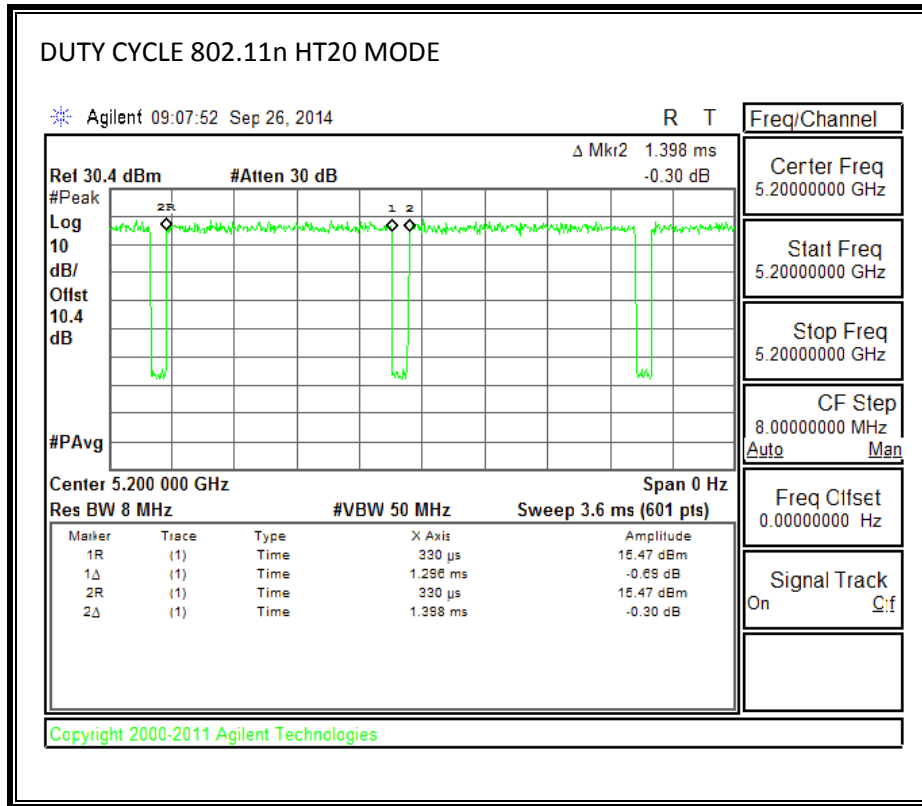 DUTY CYCLE 802.11n HT20 MODE
Agilent 09:07:52 Sep 26, 2014 R T
Freq/Channel
Δ Mkr2 1.398 ms
Ref 30.4 dBm #Atten 30 dB -0.30 dB
#Peak
Log
10
dB/
Offst
10.4
dB
#PAvg
2R
1 2
Center 5.200 000 GHz Span 0 Hz
Res BW 8 MHz #VBW 50 MHz Sweep 3.6 ms (601 pts)
Marker Trace Type X Axis Amplitude
1R (1) Time 330 µs 15.47 dBm
1Δ (1) Time 1.296 ms -0.69 dB
2R (1) Time 330 µs 15.47 dBm
2Δ (1) Time 1.398 ms -0.30 dB
Center Freq
5.20000000 GHz
Start Freq
5.20000000 GHz
Stop Freq
5.20000000 GHz
CF Step
8.00000000 MHz
Auto Man
Freq Offset
0.00000000 Hz
Signal Track
On Off
Copyright 2000-2011 Agilent Technologies